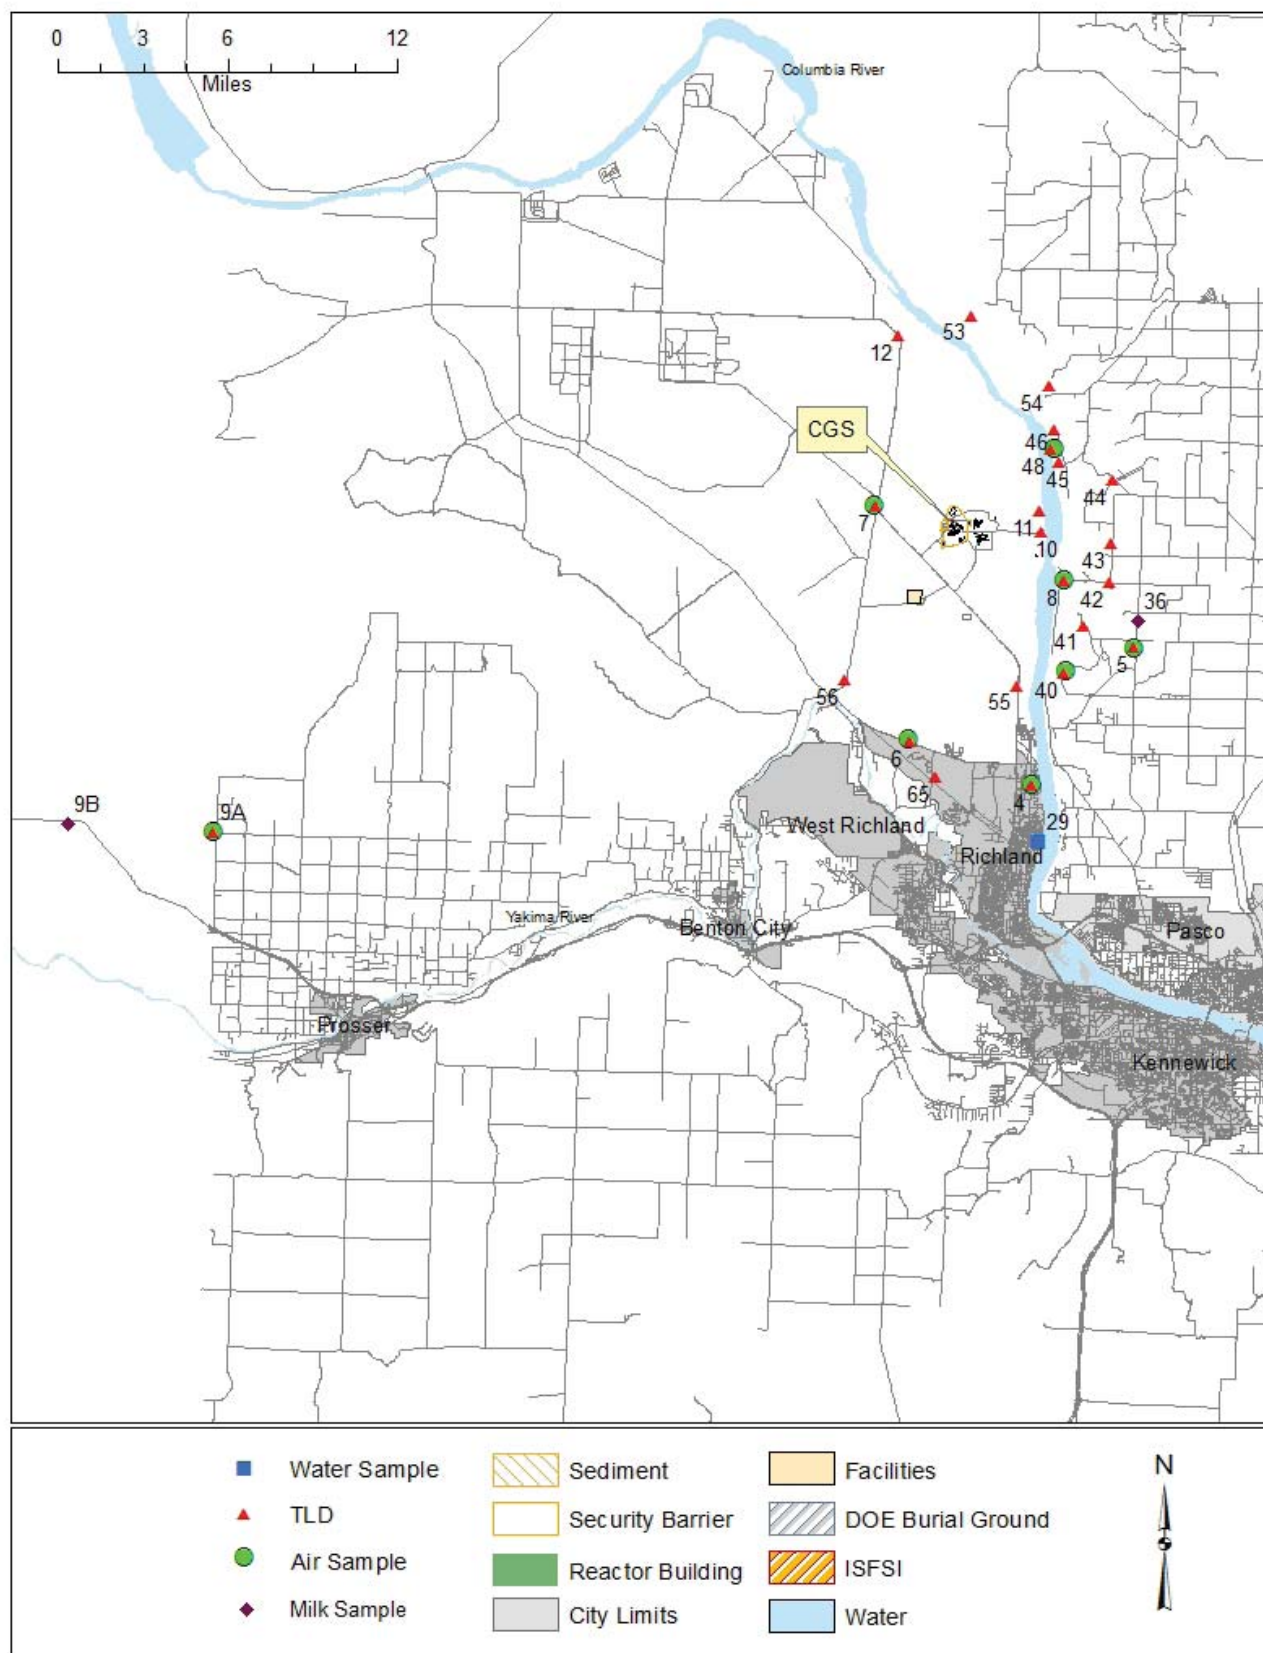 0 3 6 12
Miles
Columbia River
53
12
54
CGS
46
48 45
44
7
11
10
43
8 42 36
41
5
40
56 55
6
65 4
9B 9A
29
West Richland
Richland
Yakima River
Benton City
Pasco
Prosser
Kennewick
Water Sample Sediment Facilities N
TLD Security Barrier DOE Burial Ground
Air Sample Reactor Building ISFSI
Milk Sample City Limits Water